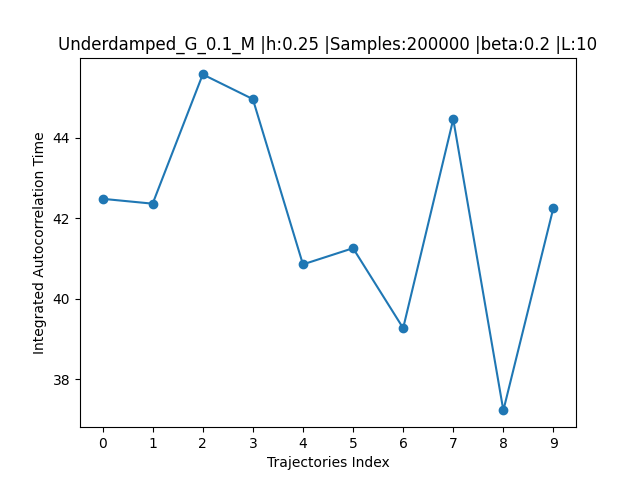 Underdamped_G_0.1_M |h:0.25 |Samples:200000 |beta:0.2 |L:10
Integrated Autocorrelation Time
44
42
40
38
0 1 2 3 4 5 6 7 8 9
Trajectories Index